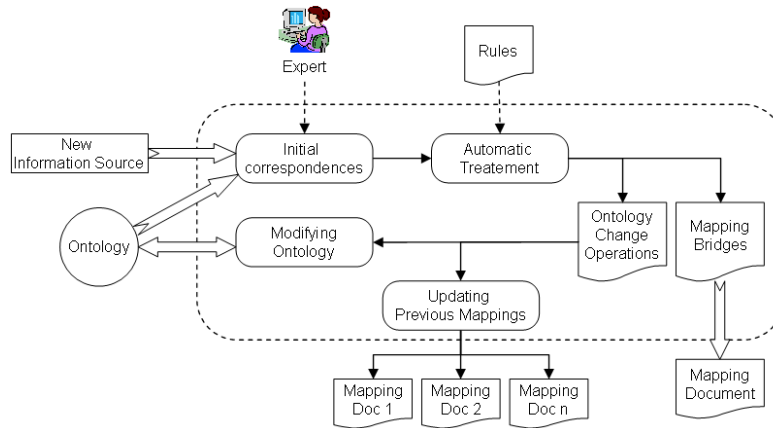 Expert
Rules
New
Information Source
Initial
correspondences
Automatic
Treatement
Ontology
Modifying
Ontology
Ontology
Change
Operations
Mapping
Bridges
Updating
Previous Mappings
Mapping
Doc 1
Mapping
Doc 2
Mapping
Doc n
Mapping
Document